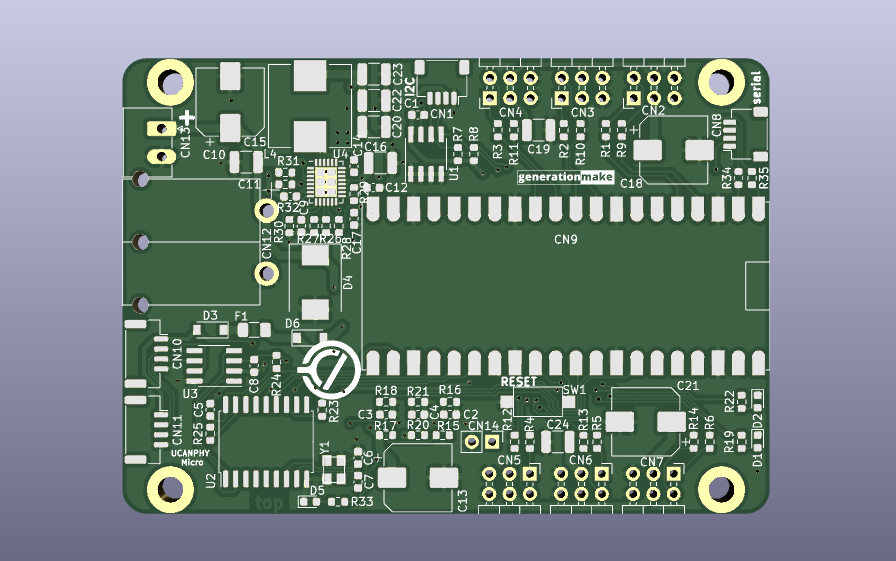 C23
I2C
C22
C1
CN1
C20
+
CN13
C15
+
C10
L4
U4
C14
C16
C11
R31
C12
R29
R32
C9
R30
R27
R26
R28
C17
CN12
U1
R7
R8
CN4
CN3
CN2
serial
R3
R11
C19
R2
R10
R1
R9
+
CN8
C18
R34
R35
generationmake
CN9
D4
D3
F1
D6
CN10
U3
C8
R24
C5
R25
CN11
R23
UCANPHY
Micro
U2
Y1
C6
C7
top
D5
R33
R18
R21
R16
C3
C4
C2
R17
R20
R15
+
C13
RESET
SW1
R12
R4
CN14
C24
R13
R5
C21
+
R14
R6
R22
D2
R19
D1
CN5
CN6
CN7